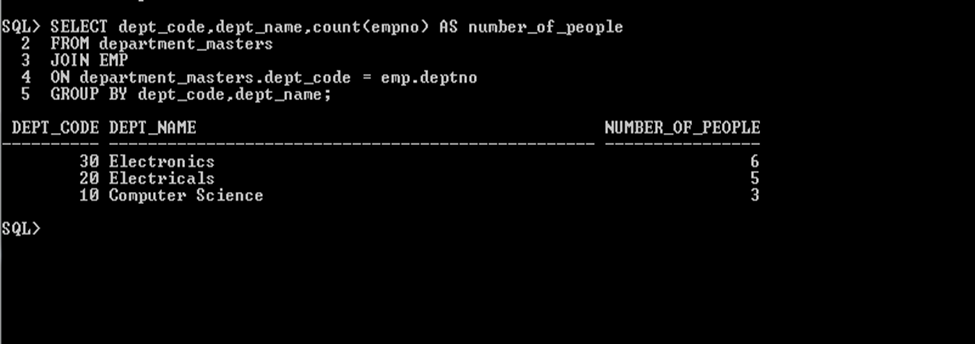 SQL> SELECT dept_code,dept_name,count(empno) AS number_of_people
2 FROM department_masters
3 JOIN EMP
4 ON department_masters.dept_code = emp.deptno
5 GROUP BY dept_code,dept_name;
DEPT_CODE DEPT_NAME NUMBER_OF_PEOPLE
30 Electronics 6
20 Electricals 5
10 Computer Science 3
SQL>